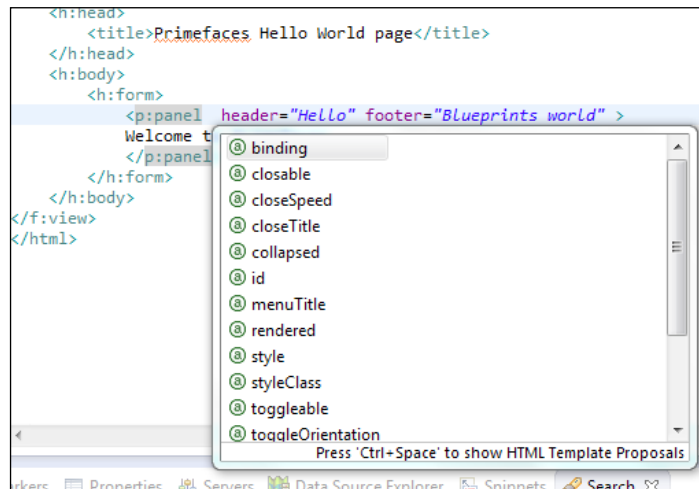 <h:head>
<title>Primefaces Hello World page</title>
</h:head>
<h:body>
<h:form>
<p:panel header="Hello" footer="Blueprints world" >
Welcome t
</p:panel
</h:form>
</h:body>
</f:view>
</html>
binding
closable
closeSpeed
closeTitle
collapsed
id
menuTitle
rendered
style
styleClass
toggleable
toggleOrientation
Press 'Ctrl+Space' to show HTML Template Proposals
rkers Properties Servers Data Source Explorer Snippets Search